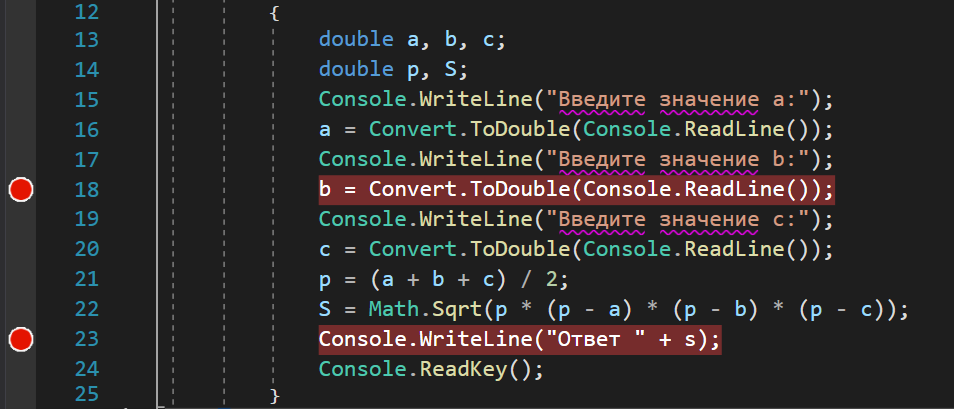 12 {
13 double a, b, c;
14 double p, S;
15 Console.WriteLine("Введите значение a:");
16 a = Convert.ToDouble(Console.ReadLine());
17 Console.WriteLine("Введите значение b:");
18 b = Convert.ToDouble(Console.ReadLine());
19 Console.WriteLine("Введите значение c:");
20 c = Convert.ToDouble(Console.ReadLine());
21 p = (a + b + c) / 2;
22 S = Math.Sqrt(p * (p - a) * (p - b) * (p - c));
23 Console.WriteLine("Ответ " + s);
24 Console.ReadKey();
25 }